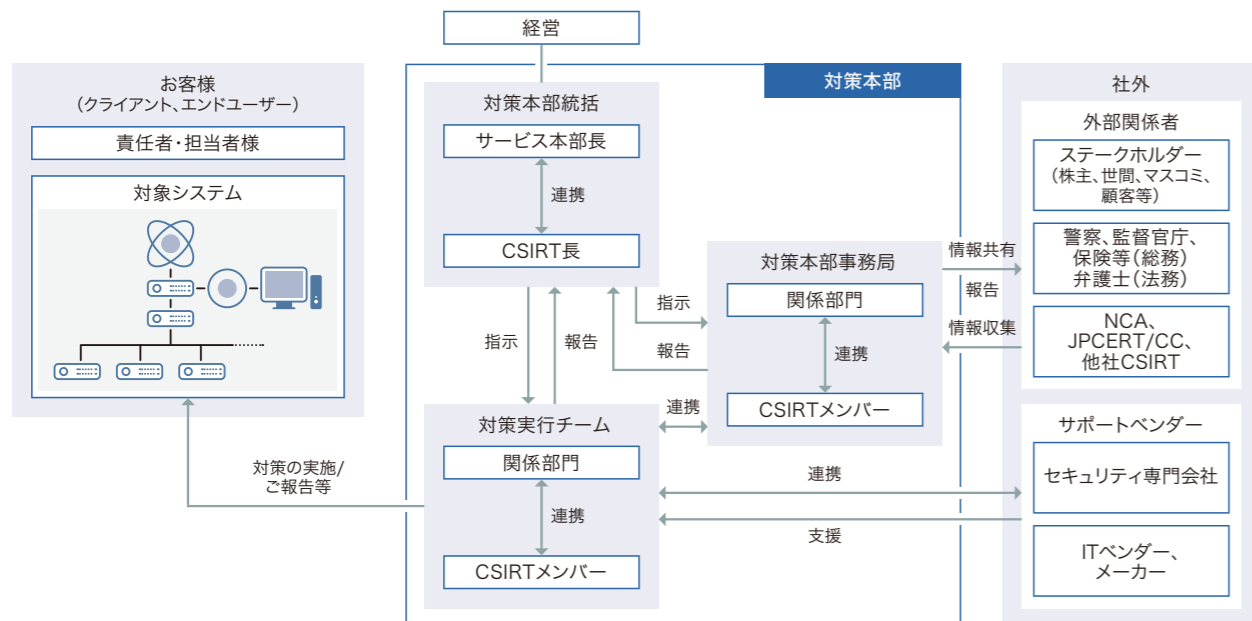 経営
お客様
（クライアント、エンドユーザー）
責任者・担当者様
対象システム
対策の実施/
ご報告等
対策本部
対策本部統括
サービス本部長
連携
CSIRT長
指示
報告
指示
報告
対策本部事務局
関係部門
連携
CSIRTメンバー
連携
対策実行チーム
関係部門
連携
CSIRTメンバー
情報共有
報告
情報収集
連携
支援
社外
外部関係者
ステークホルダー
（株主、世間、マスコミ、
顧客等）
警察、監督官庁、
保険等（総務）
弁護士（法務）
NCA、
JPCERT/CC、
他社CSIRT
サポートベンダー
セキュリティ専門会社
ITベンダー、
メーカー